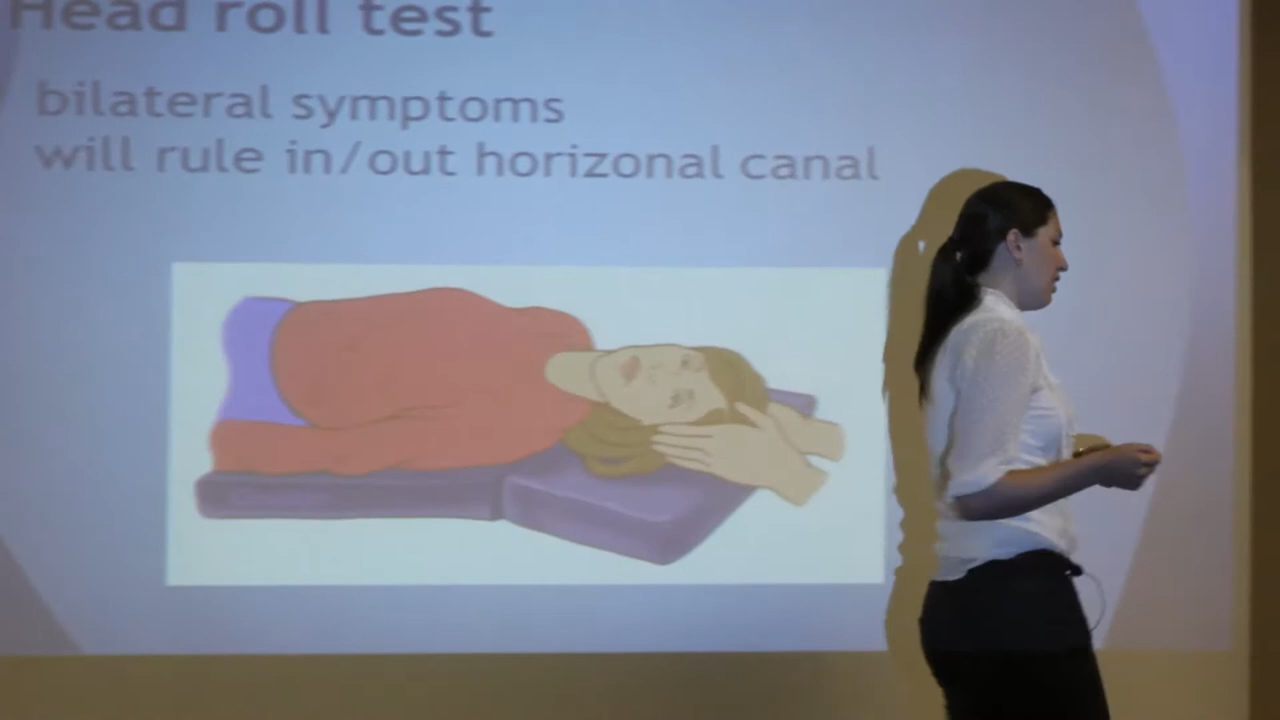 Head roll test
bilateral symptoms
will rule in/out horizonal canal